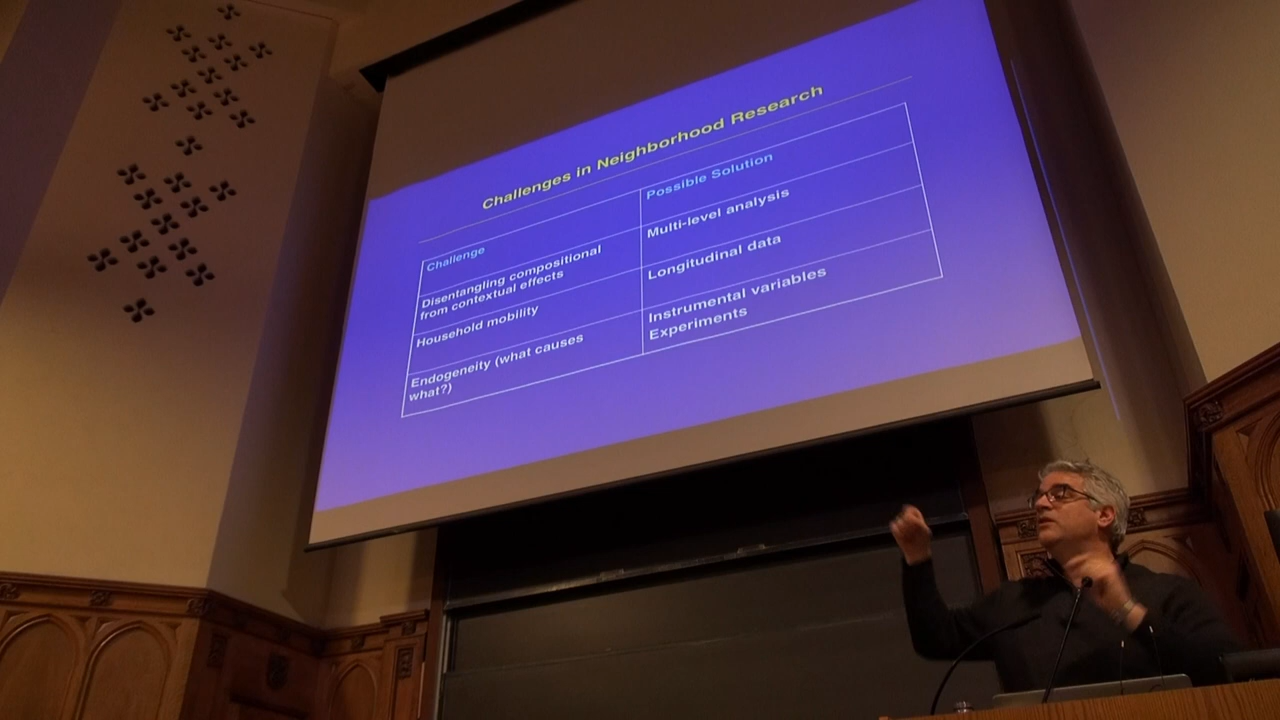 Challenges in Neighborhood Research
Challenge
Possible Solution
Disentangling compositional
from contextual effects
Multi-level analysis
Household mobility
Longitudinal data
Endogeneity (what causes
what?)
Instrumental variables
Experiments